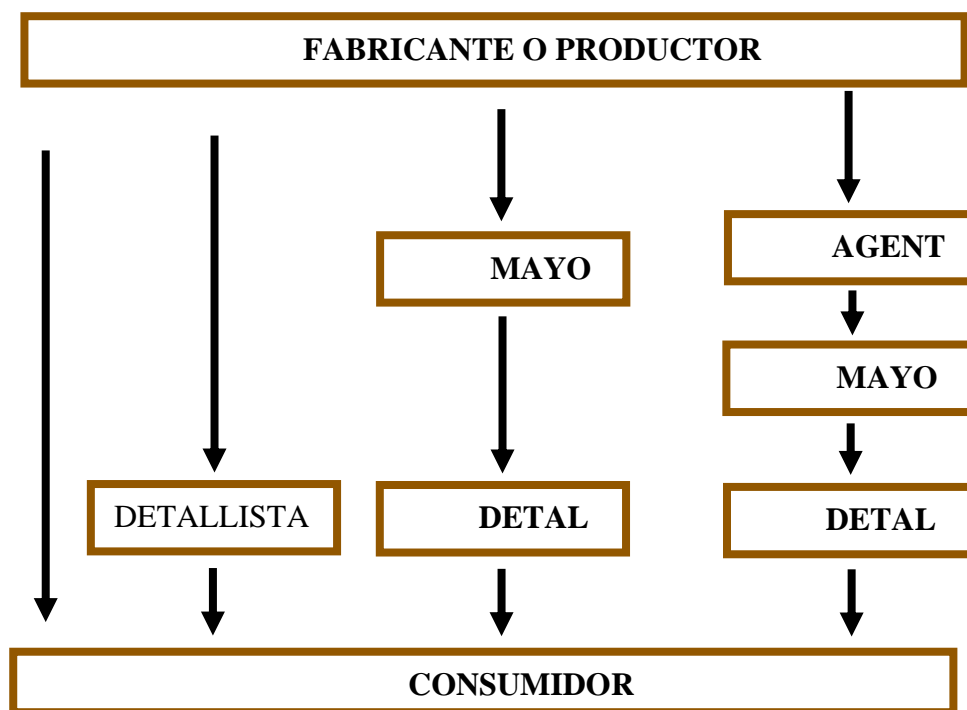 FABRICANTE O PRODUCTOR
MAYO
AGENT
MAYO
DETALLISTA
DETAL
DETAL
CONSUMIDOR